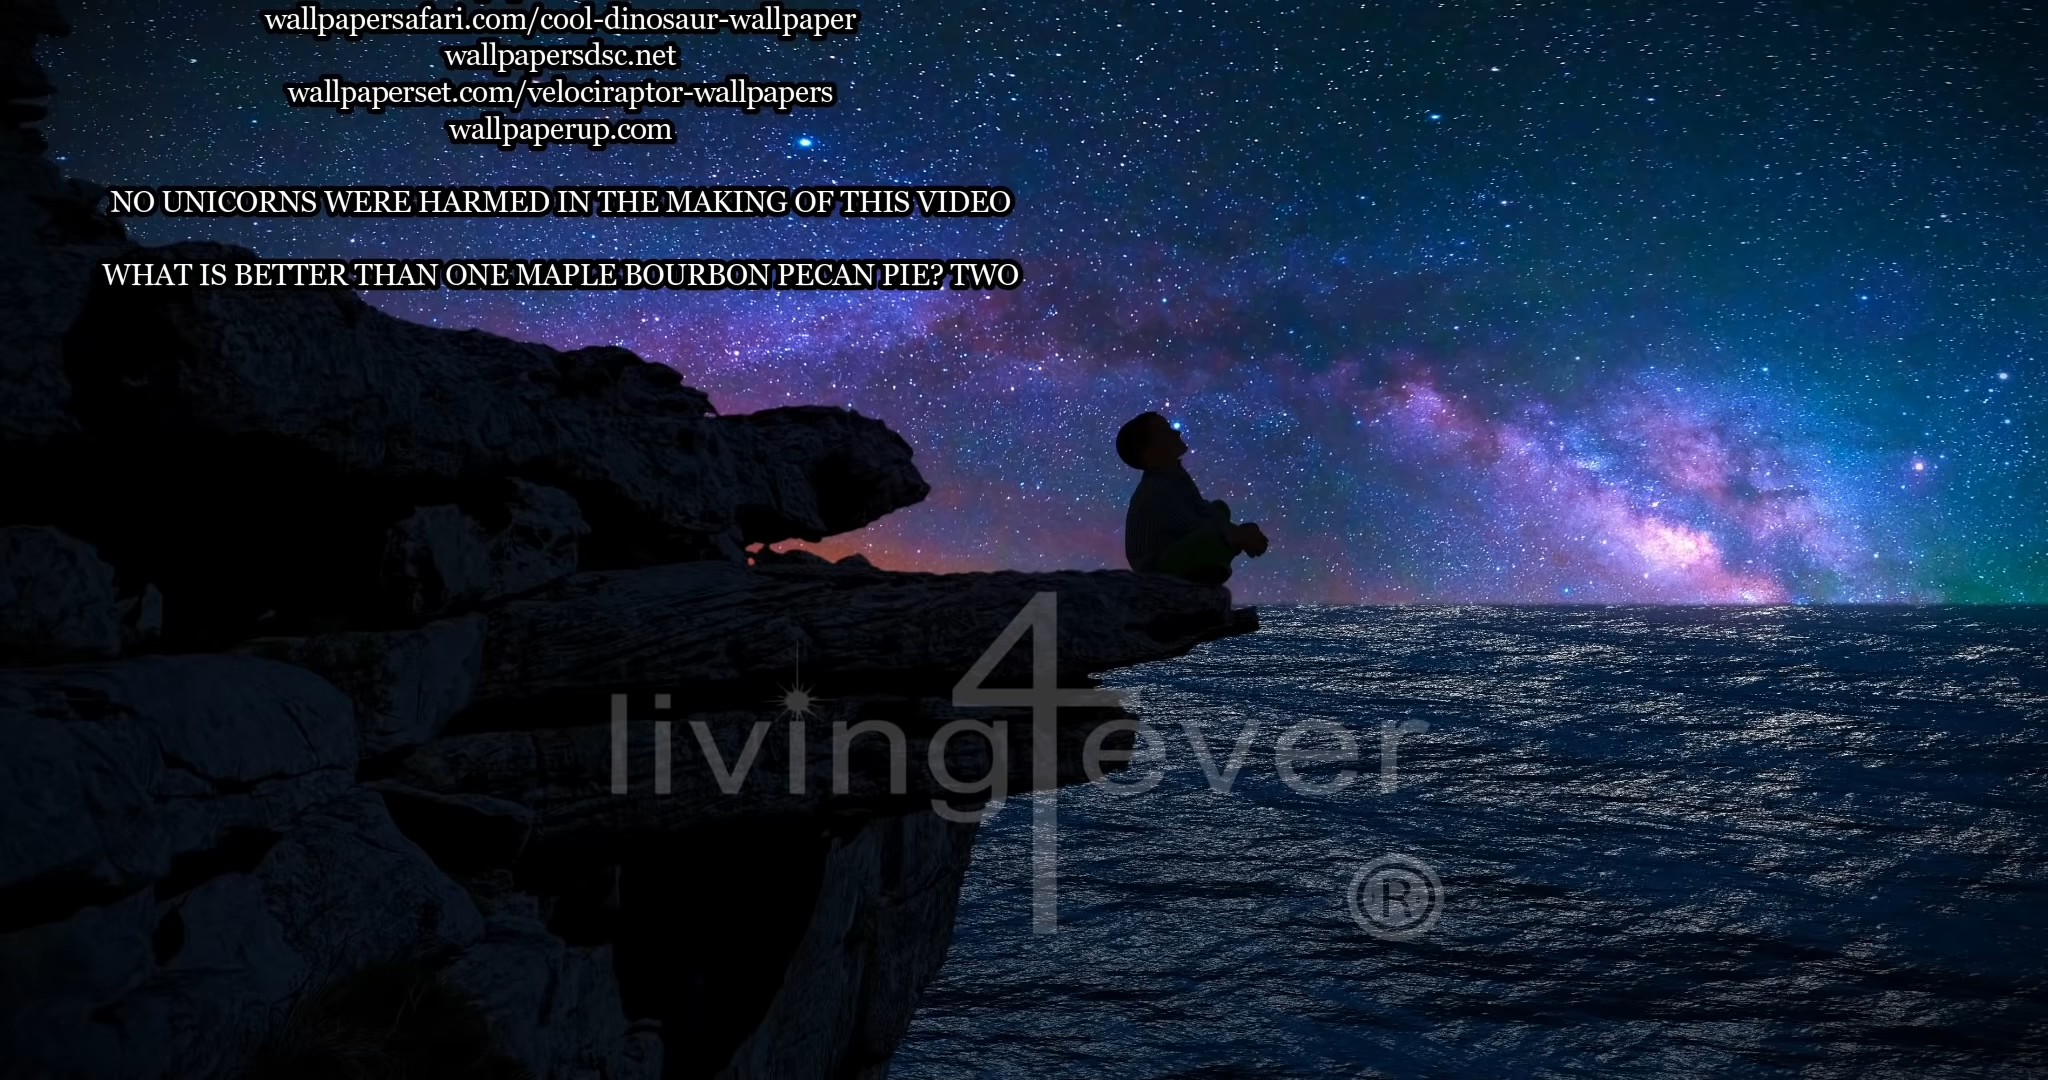 wallpapersafari.com/cool-dinosaur-wallpaper
wallpapersdsc.net
wallpaperset.com/velociraptor-wallpapers
wallpaperup.com
NO UNICORNS WERE HARMED IN THE MAKING OF THIS VIDEO
WHAT IS BETTER THAN ONE MAPLE BOURBON PECAN PIE? TWO
living4ever
®